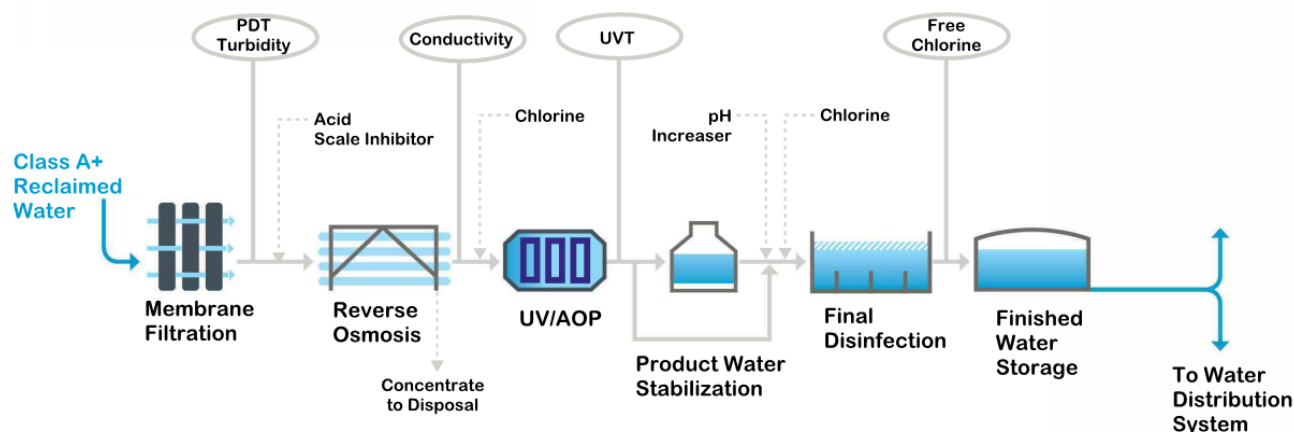 PDT
Turbidity
Conductivity
UVT
Free
Chlorine
Acid
Scale Inhibitor
Chlorine
pH
Increaser
Chlorine
Class A+
Reclaimed
Water
Membrane
Filtration
Reverse
Osmosis
UV/AOP
Product Water
Stabilization
Final
Disinfection
Finished
Water
Storage
Concentrate
to Disposal
To Water
Distribution
System